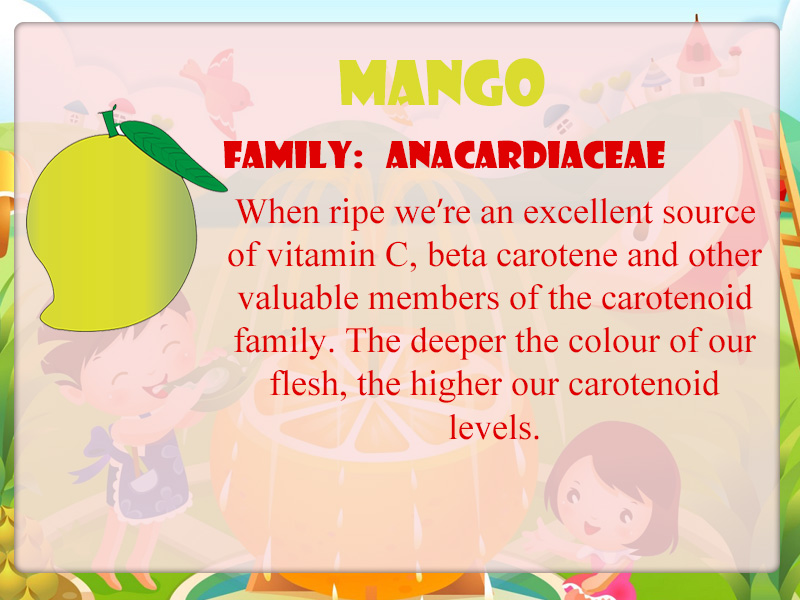 MANGO
FAMILY: ANACARDIACEAE
When ripe we're an excellent source
of vitamin C, beta carotene and other
valuable members of the carotenoid
family. The deeper the colour of our
flesh, the higher our carotenoid
levels.